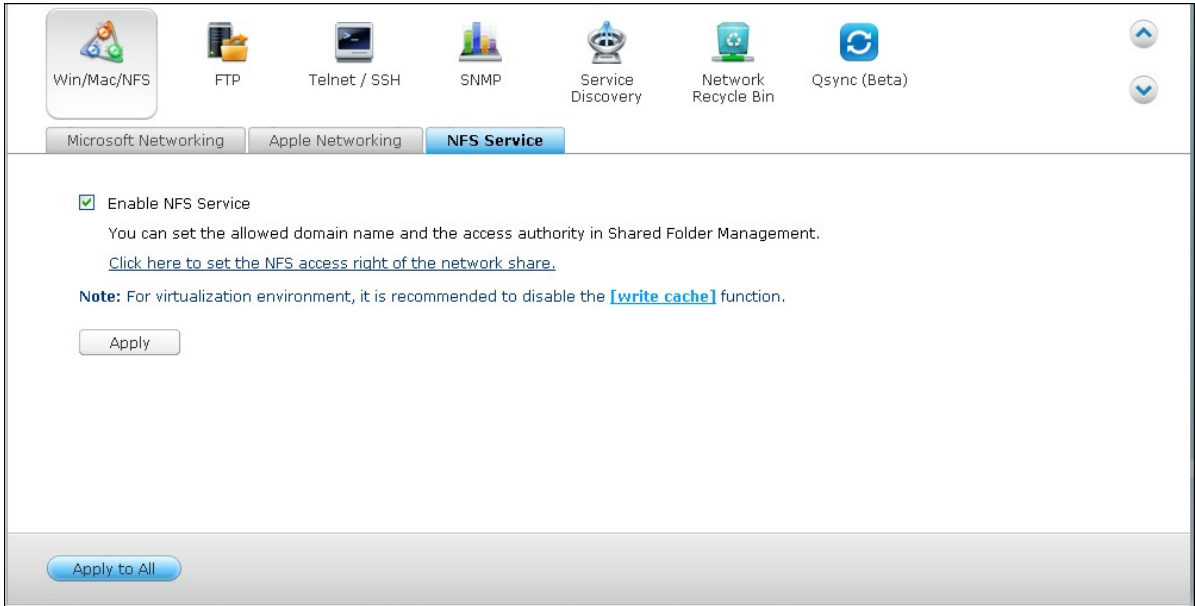 Win/Mac/NFS
FTP
Telnet / SSH
SNMP
Service
Discovery
Network
Recycle Bin
Qsync (Beta)
Microsoft Networking
Apple Networking
NFS Service
Enable NFS Service
You can set the allowed domain name and the access authority in Shared Folder Management.
Click here to set the NFS access right of the network share.
Note: For virtualization environment, it is recommended to disable the [write cache] function.
Apply
Apply to All